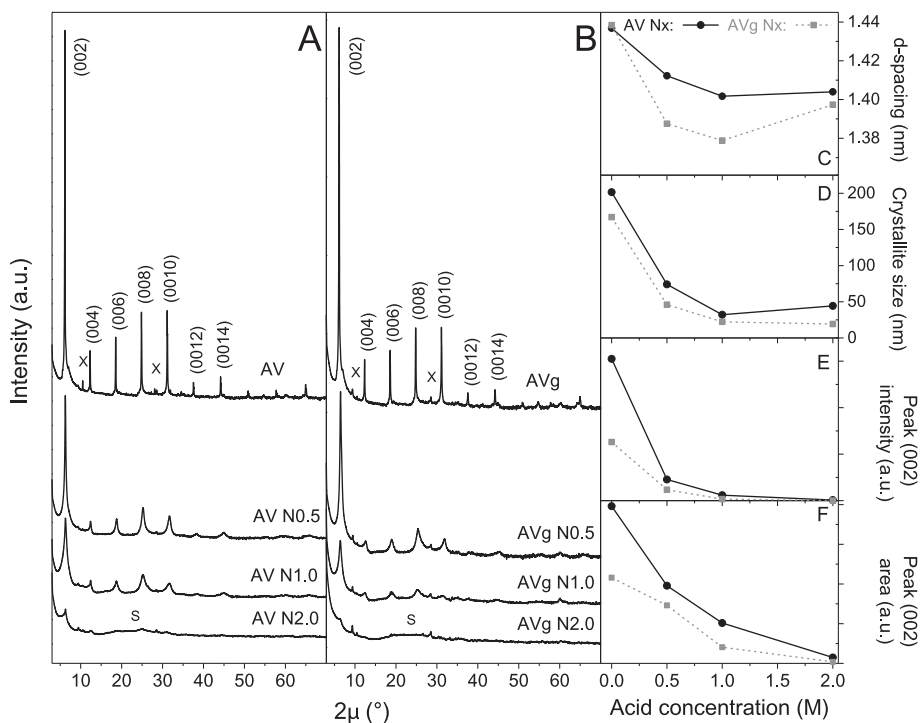 A
(002)
(004)
(006)
(008)
(0010)
(0012)
(0014)
X
X
AV
AV N0.5
AV N1.0
AV N2.0
S
Intensity (a.u.)
10 20 30 40 50 60
B
(002)
(004)
(006)
(008)
(0010)
(0012)
(0014)
X
X
AVg
AVg N0.5
AVg N1.0
AVg N2.0
S
10 20 30 40 50 60
2μ (°)
AV Nx: AVg Nx:
1.44
1.42
1.40
1.38
d-spacing (nm)
C
D
200
150
100
50
0
Crystallite size (nm)
E
Peak (002)
intensity (a.u.)
F
Peak (002)
area (a.u.)
0.0 0.5 1.0 1.5 2.0
Acid concentration (M)